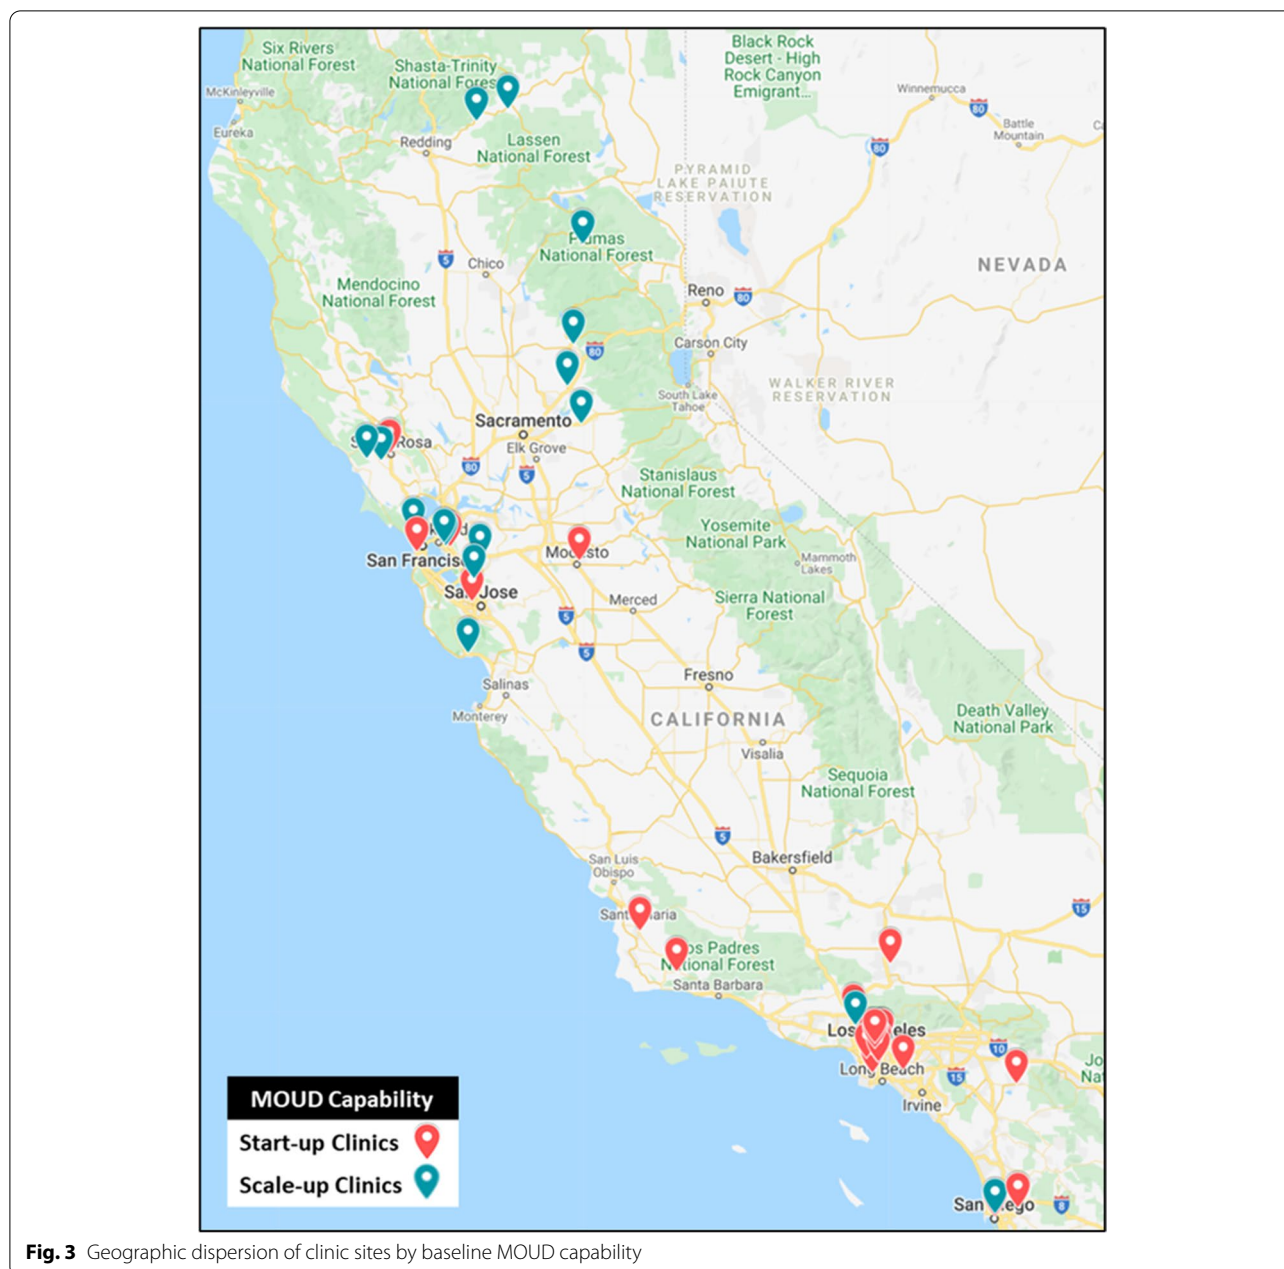 Six Rivers
National Forest
Shasta-Trinity
National Forest
McKinleyville
Eureka
Redding
Lassen
National Forest
Black Rock
Desert - High
Rock Canyon
Emigrant...
Winnemucca
80
Battle
Mountain
80
PYRAMID
LAKE PAIUTE
RESERVATION
Plumas
National Forest
5
Chico
NEVADA
Mendocino
National Forest
Reno
80
Carson City
80
WALKER RIVER
RESERVATION
South Lake
Tahoe
Sacramento
Rosa
Elk Grove
80
5
Stanislaus
National Forest
Yosemite
National Park
San Francisc
Modesto
Mammoth
Lakes
San Jose
Merced
Sierra National
Forest
5
5
Fresno
Salinas
Monterey
CALIFORNIA
Death Valley
National Park
Visalia
Sequoia
National Forest
5
San Luis
Obispo
Bakersfield
15
Santa Maria
Los Padres
National Forest
Santa Barbara
Los Angeles
10
Long Beach
15
Jo
Na
Irvine
San Diego
8
MOUD Capability
Start-up Clinics
Scale-up Clinics
Fig. 3 Geographic dispersion of clinic sites by baseline MOUD capability